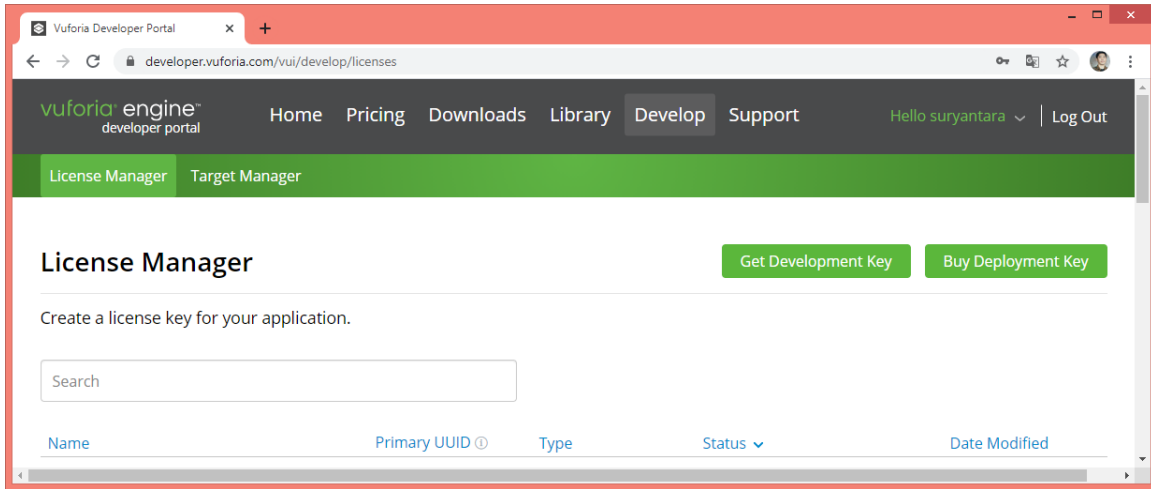 Vuforia Developer Portal
developer.vuforia.com/vui/develop/licenses
vuforia® engine™
developer portal
Home Pricing Downloads Library Develop Support Hello suryantara Log Out
License Manager Target Manager
License Manager
Get Development Key Buy Deployment Key
Create a license key for your application.
Search
Name Primary UUID Type Status Date Modified